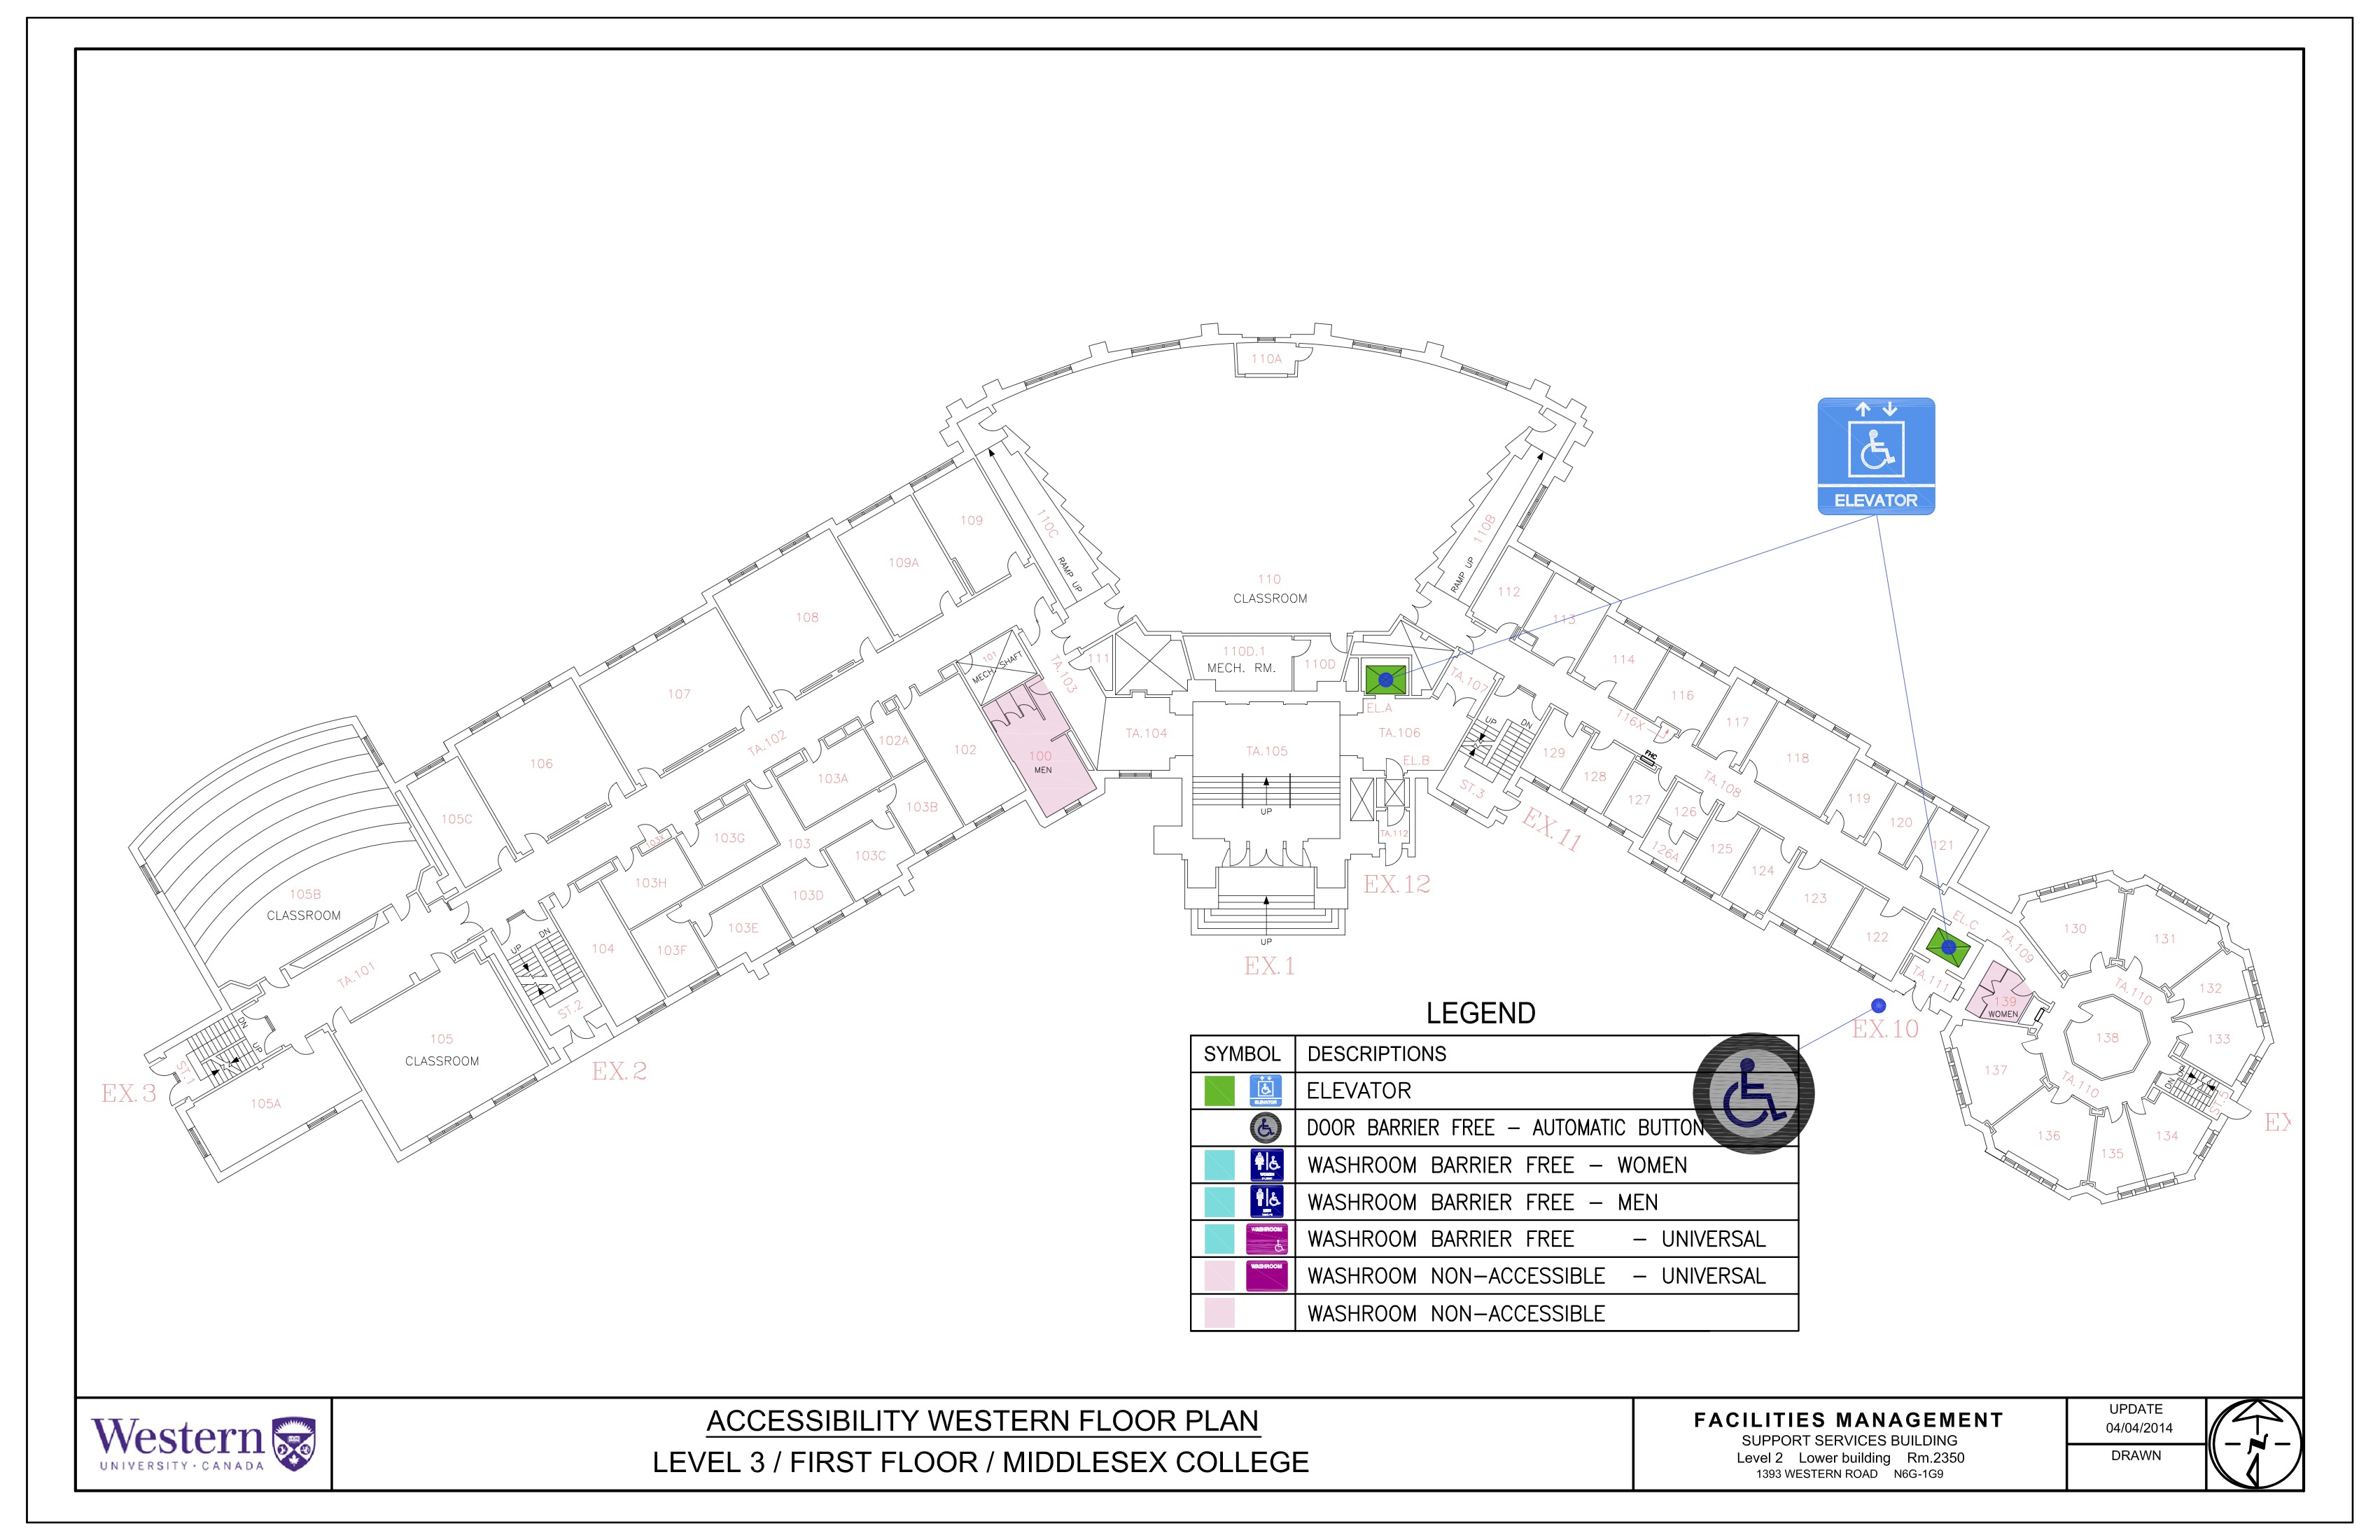 110A
ELEVATOR
109
110C
RAMP UP
110B
RAMP UP
109A
110
CLASSROOM
112
113
108
101
MECH. SHAFT
TA.103
111
110D.1
MECH. RM.
110D
114
TA.107
107
116
EL.A
116X
117
TA.102
102A
102
TA.104
TA.105
TA.106
UP
DN
129
FHC
118
106
100
MEN
EL.B
128
TA.108
103A
ST.3
127
119
103B
UP
126
105C
103X
103G
103
TA.112
EX.11
120
103C
126A
125
121
103H
EX.12
124
105B
CLASSROOM
103D
123
103E
UP
EL.C
130
UP
DN
104
103F
122
TA.109
131
EX.1
TA.101
TA.111
TA.110
132
ST.2
139
WOMEN
EX.10
DN
UP
105
CLASSROOM
138
133
EX.2
ST.1
137
TA.110
DN
UP
EX.3
105A
ST.5
136
134
135
EX
LEGEND
SYMBOL DESCRIPTIONS
ELEVATOR ELEVATOR
DOOR BARRIER FREE - AUTOMATIC BUTTON
WASHROOM BARRIER FREE - WOMEN
WASHROOM BARRIER FREE - MEN
WASHROOM WASHROOM BARRIER FREE - UNIVERSAL
WASHROOM WASHROOM NON-ACCESSIBLE - UNIVERSAL
WASHROOM NON-ACCESSIBLE
Western
UNIVERSITY · CANADA
ACCESSIBILITY WESTERN FLOOR PLAN
LEVEL 3 / FIRST FLOOR / MIDDLESEX COLLEGE
FACILITIES MANAGEMENT
SUPPORT SERVICES BUILDING
Level 2 Lower building Rm.2350
1393 WESTERN ROAD N6G-1G9
UPDATE
04/04/2014
DRAWN
N